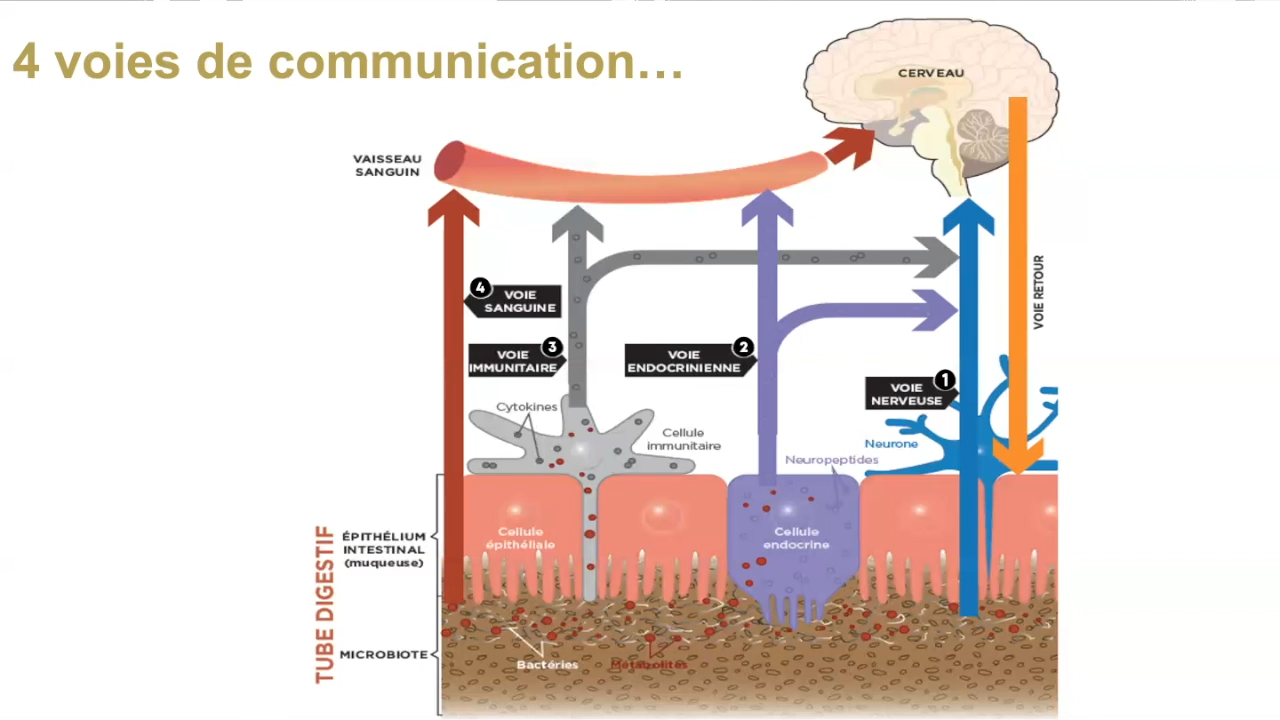 4 voies de communication…
CERVEAU
VAISSEAU
SANGUIN
VOIE RETOUR
4
VOIE
SANGUINE
3
VOIE
IMMUNITAIRE
2
VOIE
ENDOCRINIENNE
1
VOIE
NERVEUSE
Cytokines
Cellule
immunitaire
Neurone
Neuropeptides
Cellule
épithéliale
Cellule
endocrine
TUBE DIGESTIF
ÉPITHÉLIUM
INTESTINAL
(muqueuse)
MICROBIOTE
Bactéries
Métabolites